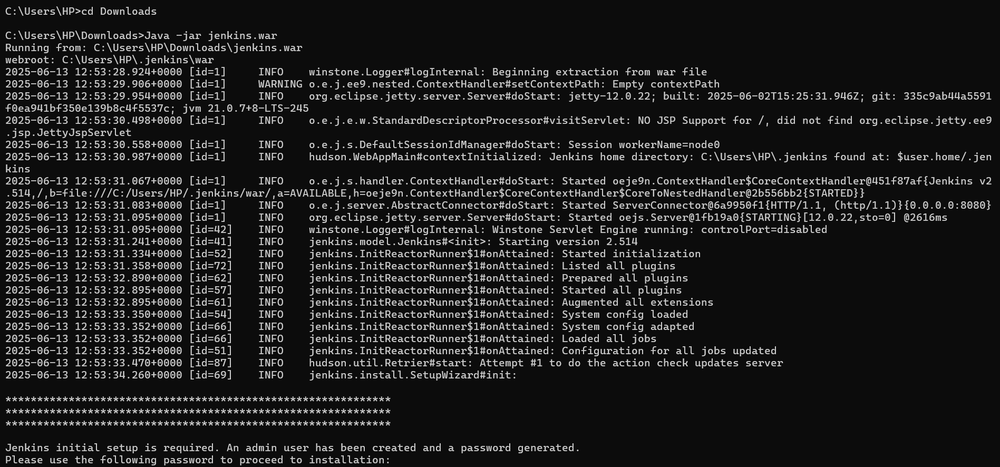 C:\Users\HP>cd Downloads
C:\Users\HP\Downloads>Java -jar jenkins.war
Running from: C:\Users\HP\Downloads\jenkins.war
webroot: C:\Users\HP\.jenkins\war
2025-06-13 12:53:28.924+0000 [id=1]     INFO    winstone.Logger#logInternal: Beginning extraction from war file
2025-06-13 12:53:29.906+0000 [id=1]     WARNING o.e.j.ee9.nested.ContextHandler#setContextPath: Empty contextPath
2025-06-13 12:53:29.954+0000 [id=1]     INFO    org.eclipse.jetty.server.Server#doStart: jetty-12.0.22; built: 2025-06-02T15:25:31.946Z; git: 335c9ab44a5591
f0ea941bf350e139b8c4f5537c; jvm 21.0.7+8-LTS-245
2025-06-13 12:53:30.498+0000 [id=1]     INFO    o.e.j.e.w.StandardDescriptorProcessor#visitServlet: NO JSP Support for /, did not find org.eclipse.jetty.ee9
.jsp.JettyJspServlet
2025-06-13 12:53:30.558+0000 [id=1]     INFO    o.e.j.s.DefaultSessionIdManager#doStart: Session workerName=node0
2025-06-13 12:53:30.987+0000 [id=1]     INFO    hudson.WebAppMain#contextInitialized: Jenkins home directory: C:\Users\HP\.jenkins found at: $user.home/.jen
kins
2025-06-13 12:53:31.067+0000 [id=1]     INFO    o.e.j.s.handler.ContextHandler#doStart: Started oeje9n.ContextHandler$CoreContextHandler@451f87af{Jenkins v2
.514,/,b=file:///C:/Users/HP/.jenkins/war/,a=AVAILABLE,h=oeje9n.ContextHandler$CoreContextHandler$CoreToNestedHandler@2b556bb2{STARTED}}
2025-06-13 12:53:31.083+0000 [id=1]     INFO    o.e.j.server.AbstractConnector#doStart: Started ServerConnector@6a9950f1{HTTP/1.1, (http/1.1)}{0.0.0.0:8080}
2025-06-13 12:53:31.095+0000 [id=1]     INFO    org.eclipse.jetty.server.Server#doStart: Started oejs.Server@1fb19a0{STARTING}[12.0.22,sto=0] @2616ms
2025-06-13 12:53:31.095+0000 [id=42]    INFO    winstone.Logger#logInternal: Winstone Servlet Engine running: controlPort=disabled
2025-06-13 12:53:31.241+0000 [id=41]    INFO    jenkins.model.Jenkins#<init>: Starting version 2.514
2025-06-13 12:53:31.334+0000 [id=52]    INFO    jenkins.InitReactorRunner$1#onAttained: Started initialization
2025-06-13 12:53:31.358+0000 [id=72]    INFO    jenkins.InitReactorRunner$1#onAttained: Listed all plugins
2025-06-13 12:53:32.890+0000 [id=62]    INFO    jenkins.InitReactorRunner$1#onAttained: Prepared all plugins
2025-06-13 12:53:32.895+0000 [id=57]    INFO    jenkins.InitReactorRunner$1#onAttained: Started all plugins
2025-06-13 12:53:32.895+0000 [id=61]    INFO    jenkins.InitReactorRunner$1#onAttained: Augmented all extensions
2025-06-13 12:53:33.350+0000 [id=54]    INFO    jenkins.InitReactorRunner$1#onAttained: System config loaded
2025-06-13 12:53:33.352+0000 [id=66]    INFO    jenkins.InitReactorRunner$1#onAttained: System config adapted
2025-06-13 12:53:33.352+0000 [id=66]    INFO    jenkins.InitReactorRunner$1#onAttained: Loaded all jobs
2025-06-13 12:53:33.352+0000 [id=51]    INFO    jenkins.InitReactorRunner$1#onAttained: Configuration for all jobs updated
2025-06-13 12:53:33.470+0000 [id=87]    INFO    hudson.util.Retrier#start: Attempt #1 to do the action check updates server
2025-06-13 12:53:34.260+0000 [id=69]    INFO    jenkins.install.SetupWizard#init:
*************************************************************
*************************************************************
*************************************************************
Jenkins initial setup is required. An admin user has been created and a password generated.
Please use the following password to proceed to installation: